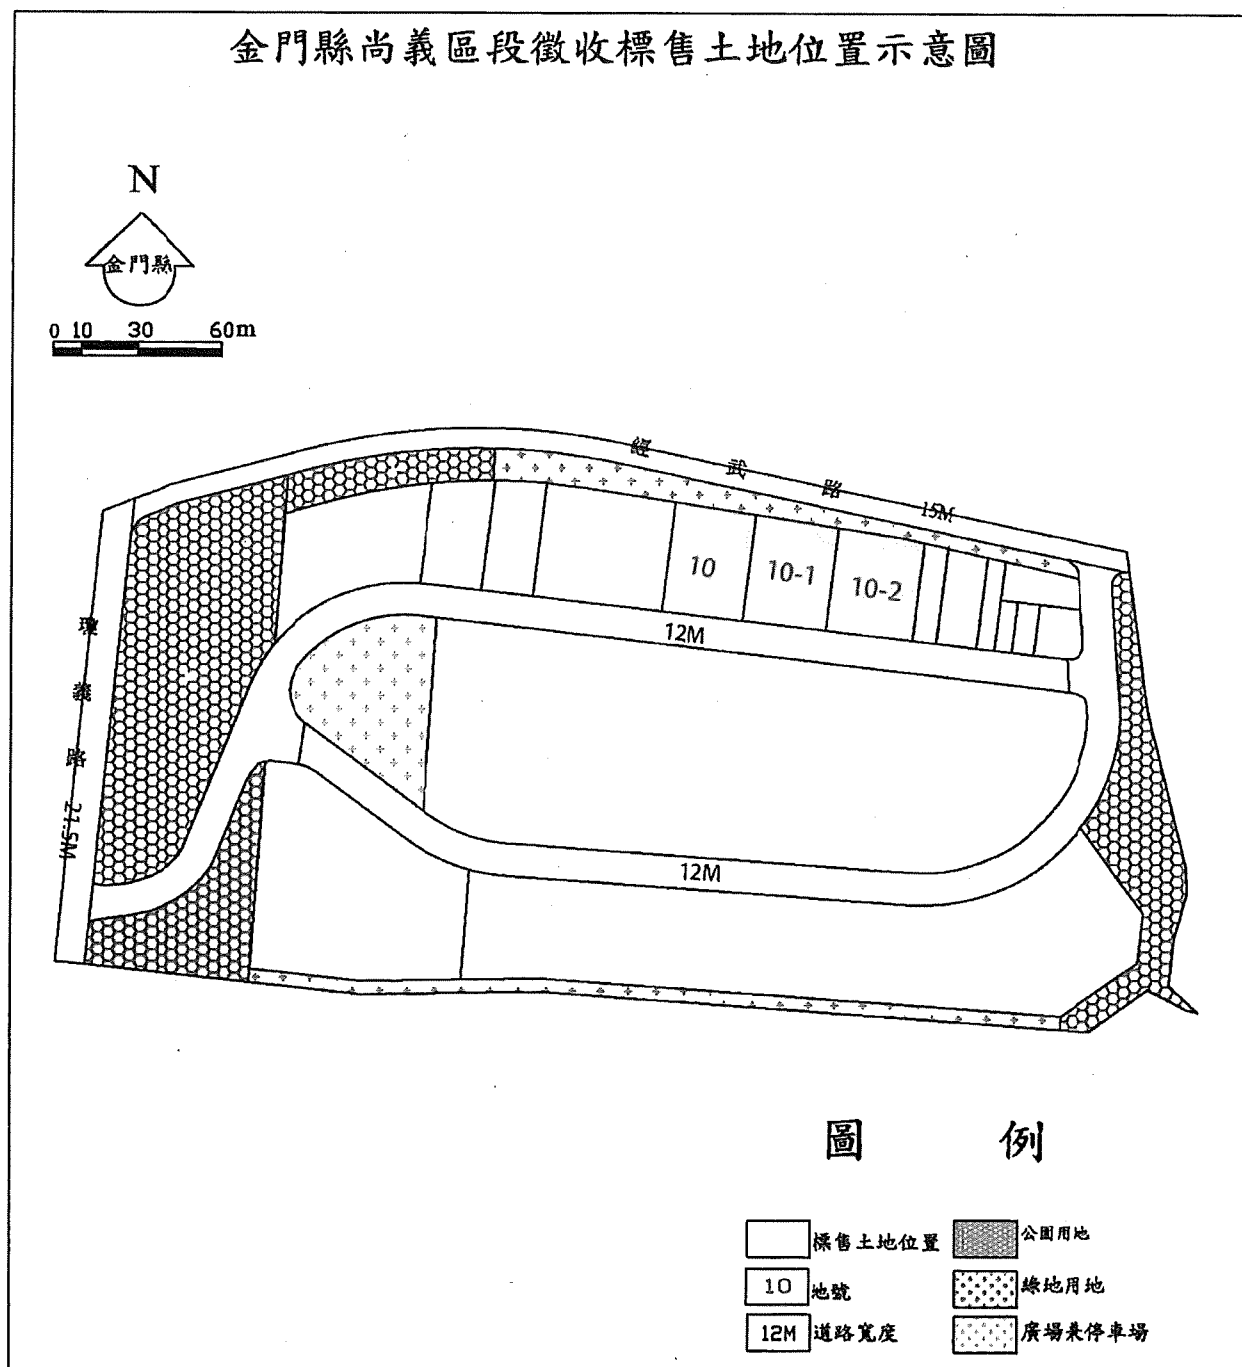 金門縣尚義區段徵收標售土地位置示意圖
N
金門縣
0 10 30 60m
經武路 15M
10
10-1
10-2
12M
環義路 21.5M
12M
圖例
標售土地位置
公園用地
10 地號
綠地用地
12M 道路寬度
廣場兼停車場